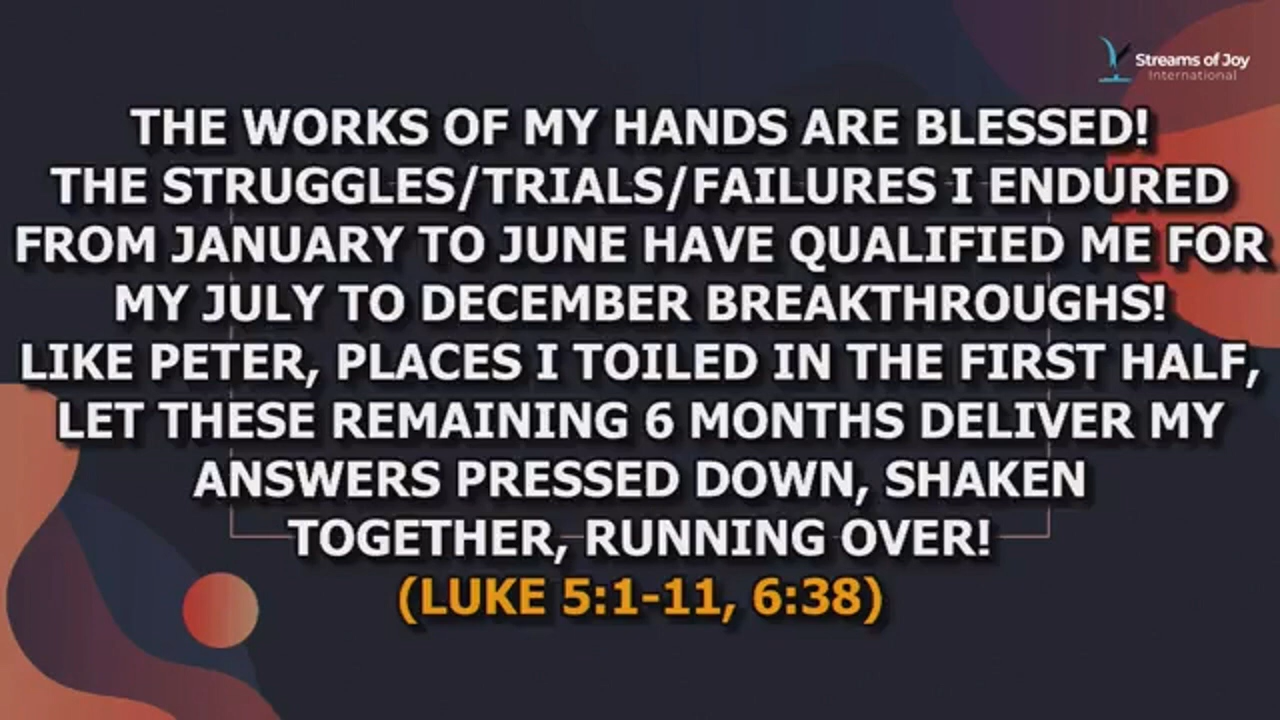 Streams of Joy
International
THE WORKS OF MY HANDS ARE BLESSED!
THE STRUGGLES/TRIALS/FAILURES I ENDURED
FROM JANUARY TO JUNE HAVE QUALIFIED ME FOR
MY JULY TO DECEMBER BREAKTHROUGHS!
LIKE PETER, PLACES I TOILED IN THE FIRST HALF,
LET THESE REMAINING 6 MONTHS DELIVER MY
ANSWERS PRESSED DOWN, SHAKEN
TOGETHER, RUNNING OVER!
(LUKE 5:1-11, 6:38)